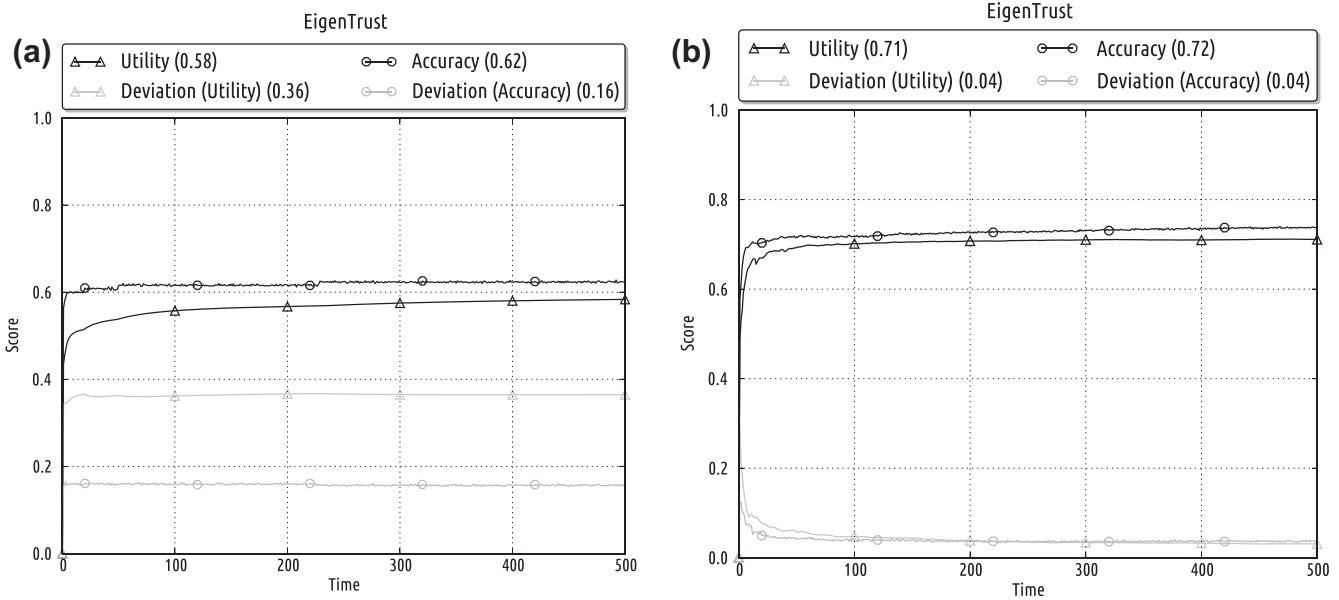 EigenTrust
(a)
Utility (0.58) Accuracy (0.62)
Deviation (Utility) (0.36) Deviation (Accuracy) (0.16)
1.0
0.8
0.6
0.4
0.2
0.0
Score
0 100 200 300 400 500
Time
EigenTrust
(b)
Utility (0.71) Accuracy (0.72)
Deviation (Utility) (0.04) Deviation (Accuracy) (0.04)
1.0
0.8
0.6
0.4
0.2
0.0
Score
0 100 200 300 400 500
Time